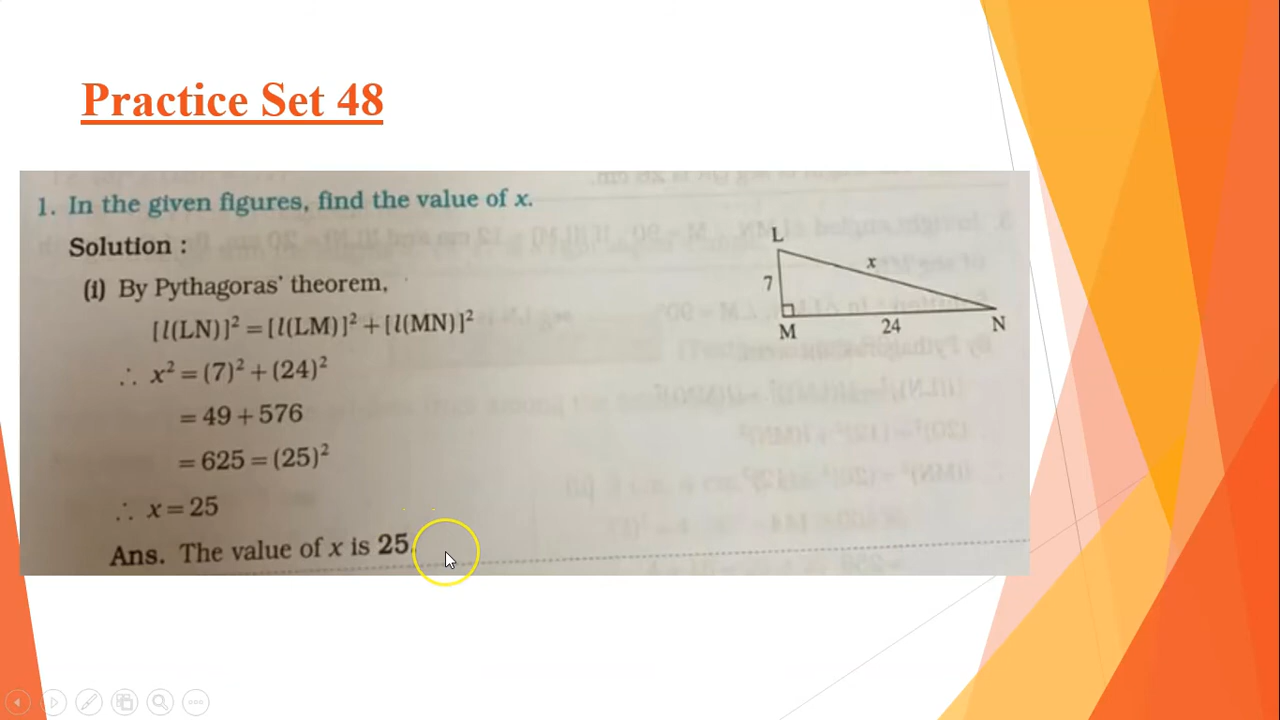 Practice Set 48
1. In the given figures, find the value of x.
Solution :
(i) By Pythagoras' theorem,
[l(LN)]² = [l(LM)]² + [l(MN)]²
∴ x² = (7)² + (24)²
= 49 + 576
= 625 = (25)²
∴ x = 25
Ans. The value of x is 25.
L
x
7
M
24
N